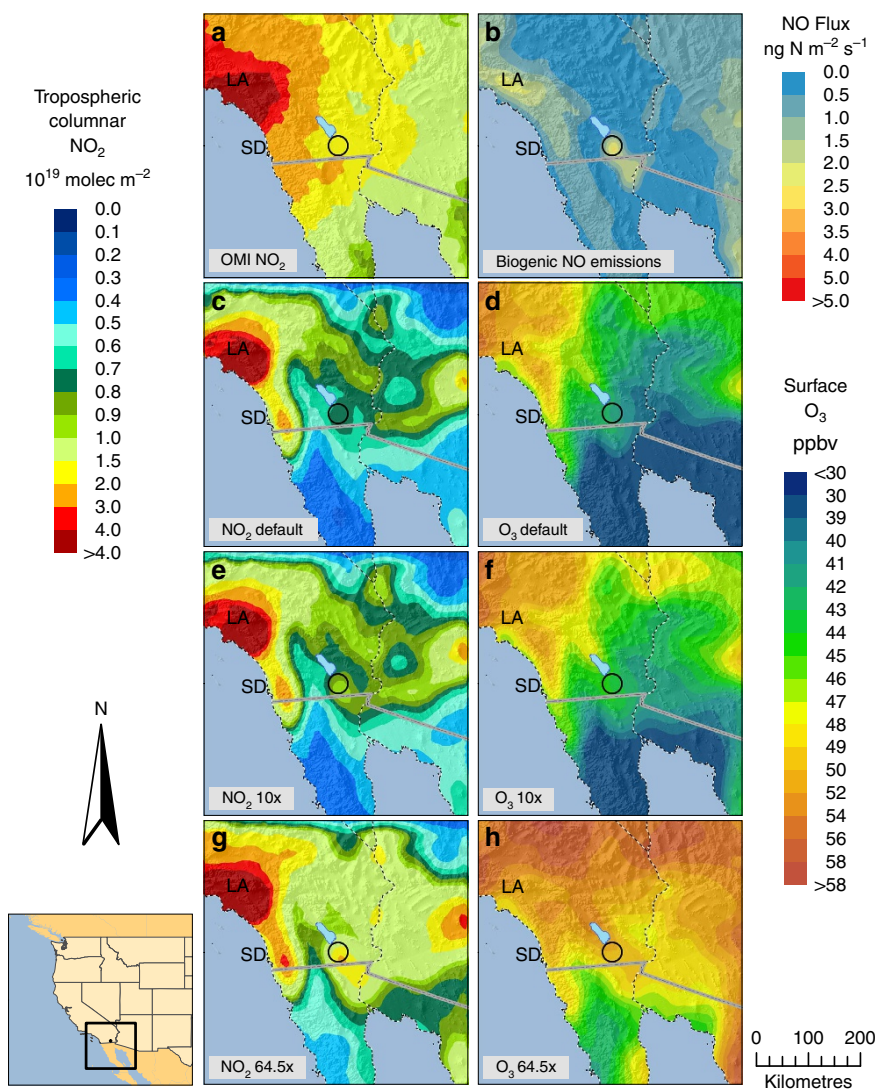 Tropospheric
columnar
NO2
10^19 molec m^−2
0.0
0.1
0.2
0.3
0.4
0.5
0.6
0.7
0.8
0.9
1.0
1.5
2.0
3.0
4.0
>4.0
N
a
LA
SD
OMI NO2
b
Biogenic NO emissions
c
LA
SD
NO2 default
d
LA
SD
O3 default
e
LA
SD
NO2 10x
f
LA
SD
O3 10x
g
LA
SD
NO2 64.5x
h
LA
SD
O3 64.5x
NO Flux
ng N m^−2 s^−1
0.0
0.5
1.0
1.5
2.0
2.5
3.0
3.5
4.0
5.0
>5.0
Surface
O3
ppbv
<30
30
39
40
41
42
43
44
46
47
48
49
50
52
54
56
58
>58
0 100 200
Kilometres
LA
SD